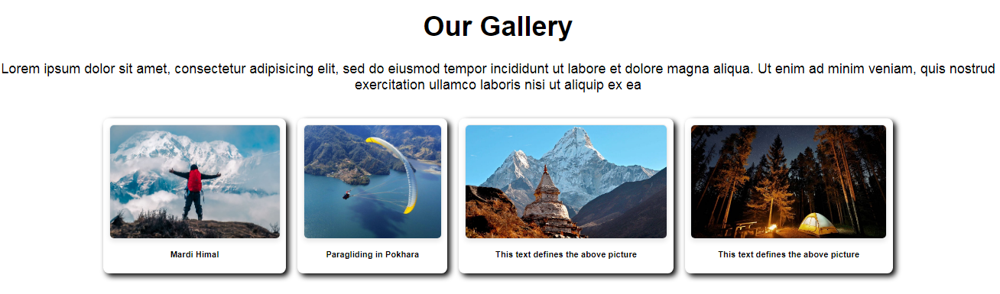 Our Gallery
Lorem ipsum dolor sit amet, consectetur adipisicing elit, sed do eiusmod tempor incididunt ut labore et dolore magna aliqua. Ut enim ad minim veniam, quis nostrud
exercitation ullamco laboris nisi ut aliquip ex ea
Mardi Himal
Paragliding in Pokhara
This text defines the above picture
This text defines the above picture